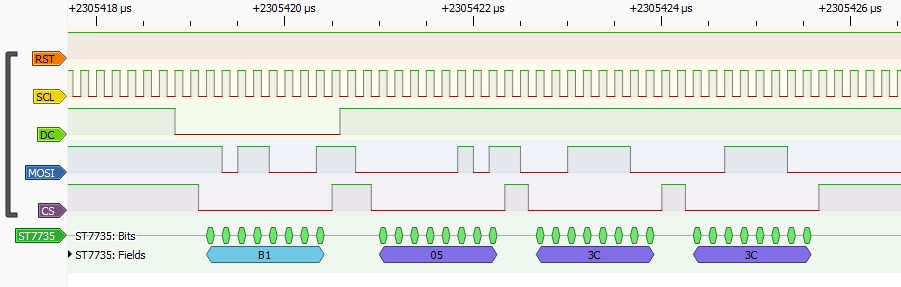 +2305418 µs +2305420 µs +2305422 µs +2305424 µs +2305426 µs
RST
SCL
DC
MOSI
CS
ST7735 ST7735: Bits
ST7735: Fields B1 05 3C 3C